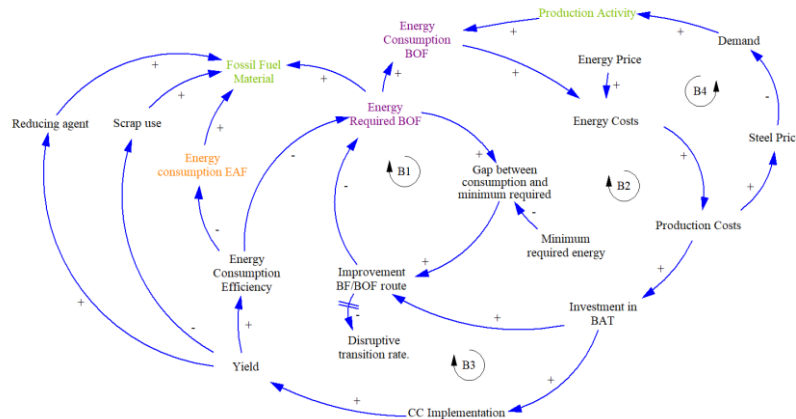 Production Activity
Energy
Consumption
BOF
Demand
Energy Price
Fossil Fuel
Material
B4
Energy
Required BOF
Energy Costs
Reducing agent
Scrap use
Steel Pric
Energy
consumption EAF
B1
Gap between
consumption and
minimum required
B2
Production Costs
Minimum
required energy
Energy
Consumption
Efficiency
Improvement
BF/BOF route
Investment in
BAT
Disruptive
transition rate.
B3
Yield
CC Implementation
+
+
+
+
+
+
+
-
+
+
-
+
-
+
+
-
-
+
-
+
+
+
-
+
-
+
+